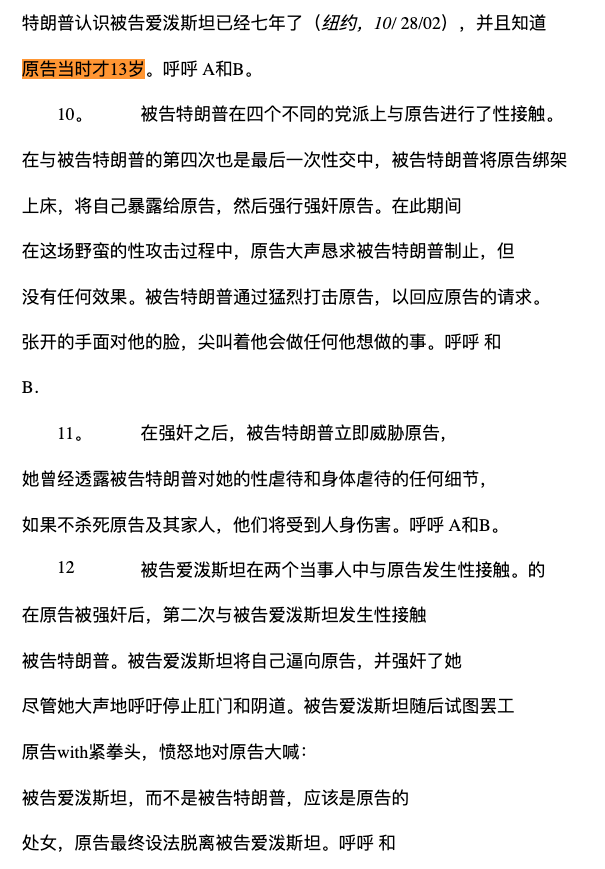 特朗普认识被告爱泼斯坦已经七年了（纽约，10/ 28/02），并且知道
原告当时才13岁。呼呼 A和B。
10。 被告特朗普在四个不同的党派上与原告进行了性接触。
在与被告特朗普的第四次也是最后一次性交中，被告特朗普将原告绑架
上床，将自己暴露给原告，然后强行强奸原告。在此期间
在这场野蛮的性攻击过程中，原告大声恳求被告特朗普制止，但
没有任何效果。被告特朗普通过猛烈打击原告，以回应原告的请求。
张开的手面对他的脸，尖叫着他会做任何他想做的事。呼呼 和
B.
11。 在强奸之后，被告特朗普立即威胁原告，
她曾经透露被告特朗普对她的性虐待和身体虐待的任何细节，
如果不杀死原告及其家人，他们将受到人身伤害。呼呼 A和B。
12 被告爱泼斯坦在两个当事人中与原告发生性接触。的
在原告被强奸后，第二次与被告爱泼斯坦发生性接触
被告特朗普。被告爱泼斯坦将自己逼向原告，并强奸了她
尽管她大声地呼吁停止肛门和阴道。被告爱泼斯坦随后试图罢工
原告with紧拳头，愤怒地对原告大喊：
被告爱泼斯坦，而不是被告特朗普，应该是原告的
处女，原告最终设法脱离被告爱泼斯坦。呼呼 和